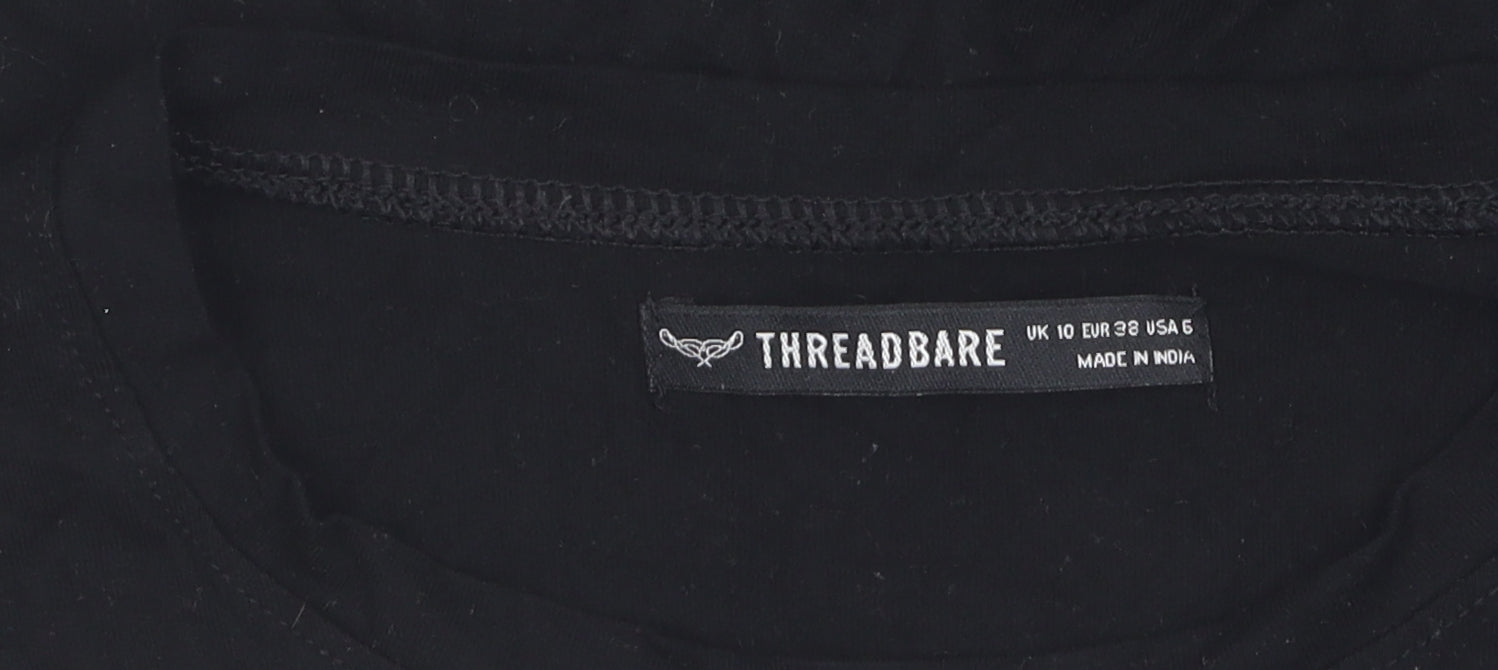 THREADBARE
UK 10 EUR 38 USA 6
MADE IN INDIA